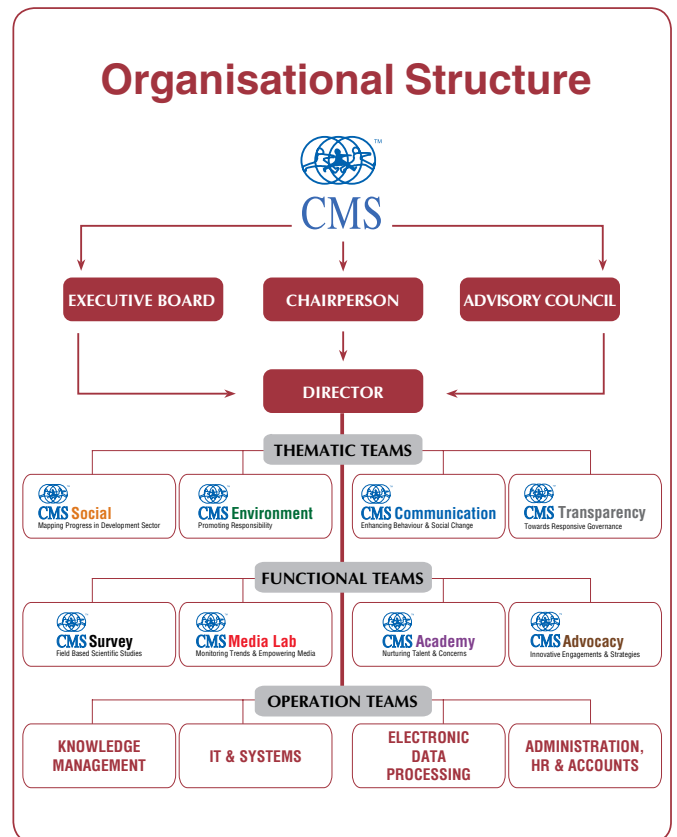 Organisational Structure
TM
CMS
EXECUTIVE BOARD
CHAIRPERSON
ADVISORY COUNCIL
DIRECTOR
THEMATIC TEAMS
CMS Social
Mapping Progress in Development Sector
CMS Environment
Promoting Responsibility
CMS Communication
Enhancing Behaviour & Social Change
CMS Transparency
Towards Responsive Governance
FUNCTIONAL TEAMS
CMS Survey
Field Based Scientific Studies
CMS Media Lab
Monitoring Trends & Empowering Media
CMS Academy
Nurturing Talent & Concerns
CMS Advocacy
Innovative Engagements & Strategies
OPERATION TEAMS
KNOWLEDGE
MANAGEMENT
IT & SYSTEMS
ELECTRONIC
DATA
PROCESSING
ADMINISTRATION,
HR & ACCOUNTS